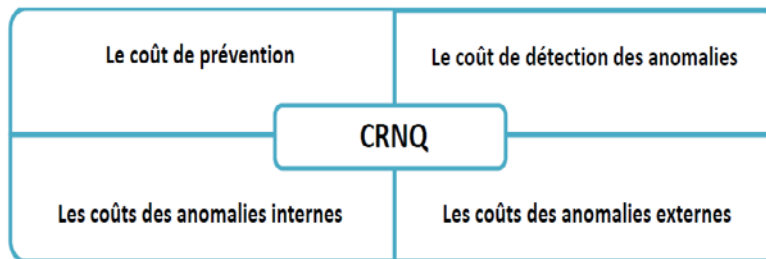 Le coût de prévention
Le coût de détection des anomalies
CRNQ
Les coûts des anomalies internes
Les coûts des anomalies externes